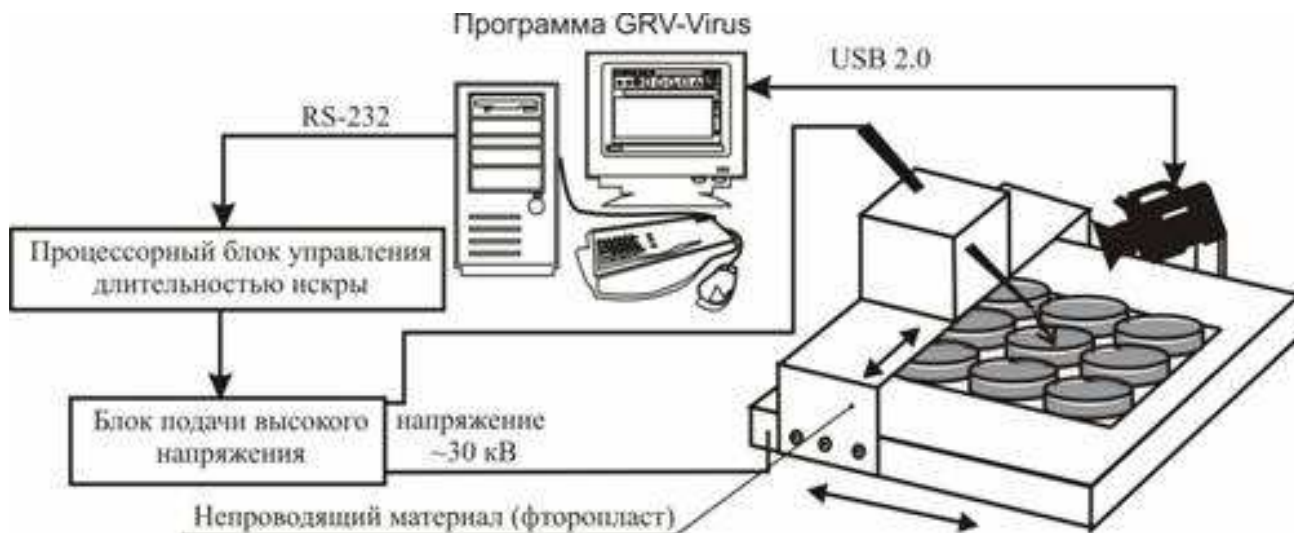 Программа GRV-Virus
USB 2.0
RS-232
Процессорный блок управления
длительностью искры
Блок подачи высокого
напряжения
напряжение
~30 кВ
Непроводящий материал (фторопласт)